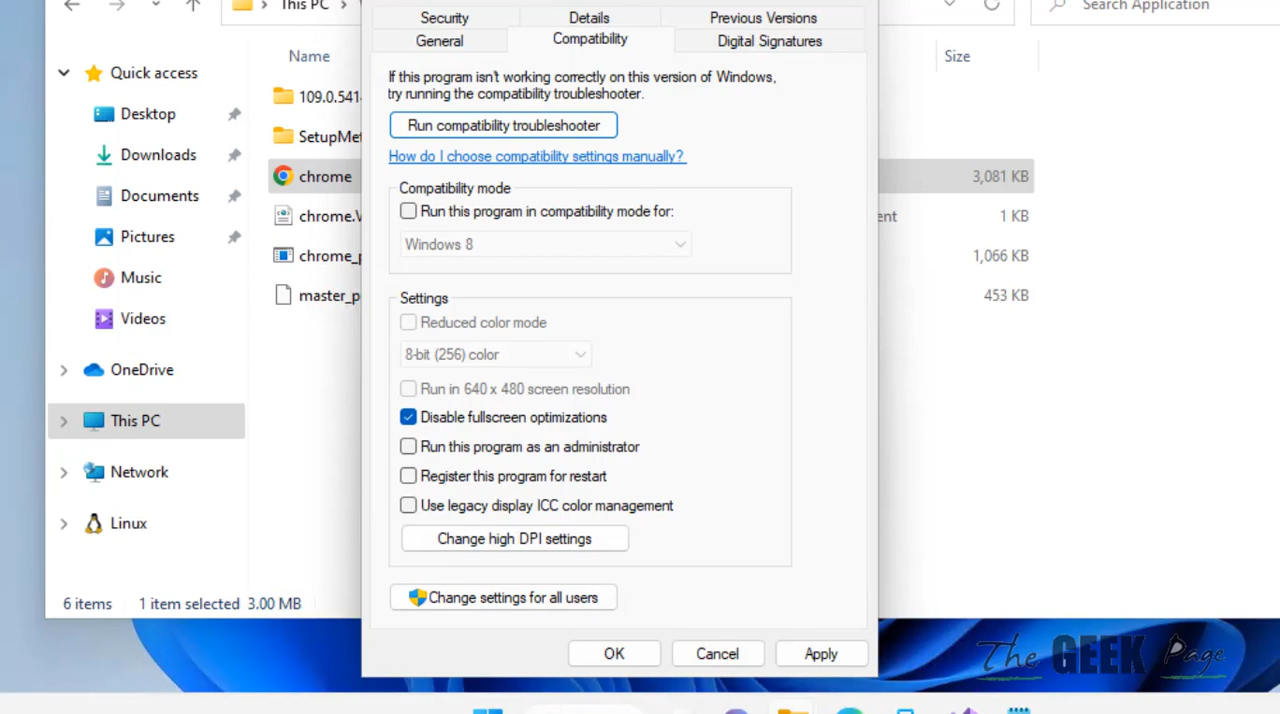 This PC
Search Application
Name
Size
Quick access
Desktop
Downloads
Documents
Pictures
Music
Videos
OneDrive
This PC
Network
Linux
109.0.541
SetupMet
chrome
3,081 KB
chrome.V
ent
1 KB
chrome_p
1,066 KB
master_p
453 KB
6 items
1 item selected
3.00 MB
Security
Details
Previous Versions
General
Compatibility
Digital Signatures
If this program isn't working correctly on this version of Windows,
try running the compatibility troubleshooter.
Run compatibility troubleshooter
How do I choose compatibility settings manually?
Compatibility mode
Run this program in compatibility mode for:
Windows 8
Settings
Reduced color mode
8-bit (256) color
Run in 640 x 480 screen resolution
Disable fullscreen optimizations
Run this program as an administrator
Register this program for restart
Use legacy display ICC color management
Change high DPI settings
Change settings for all users
OK
Cancel
Apply
The GEEK Page